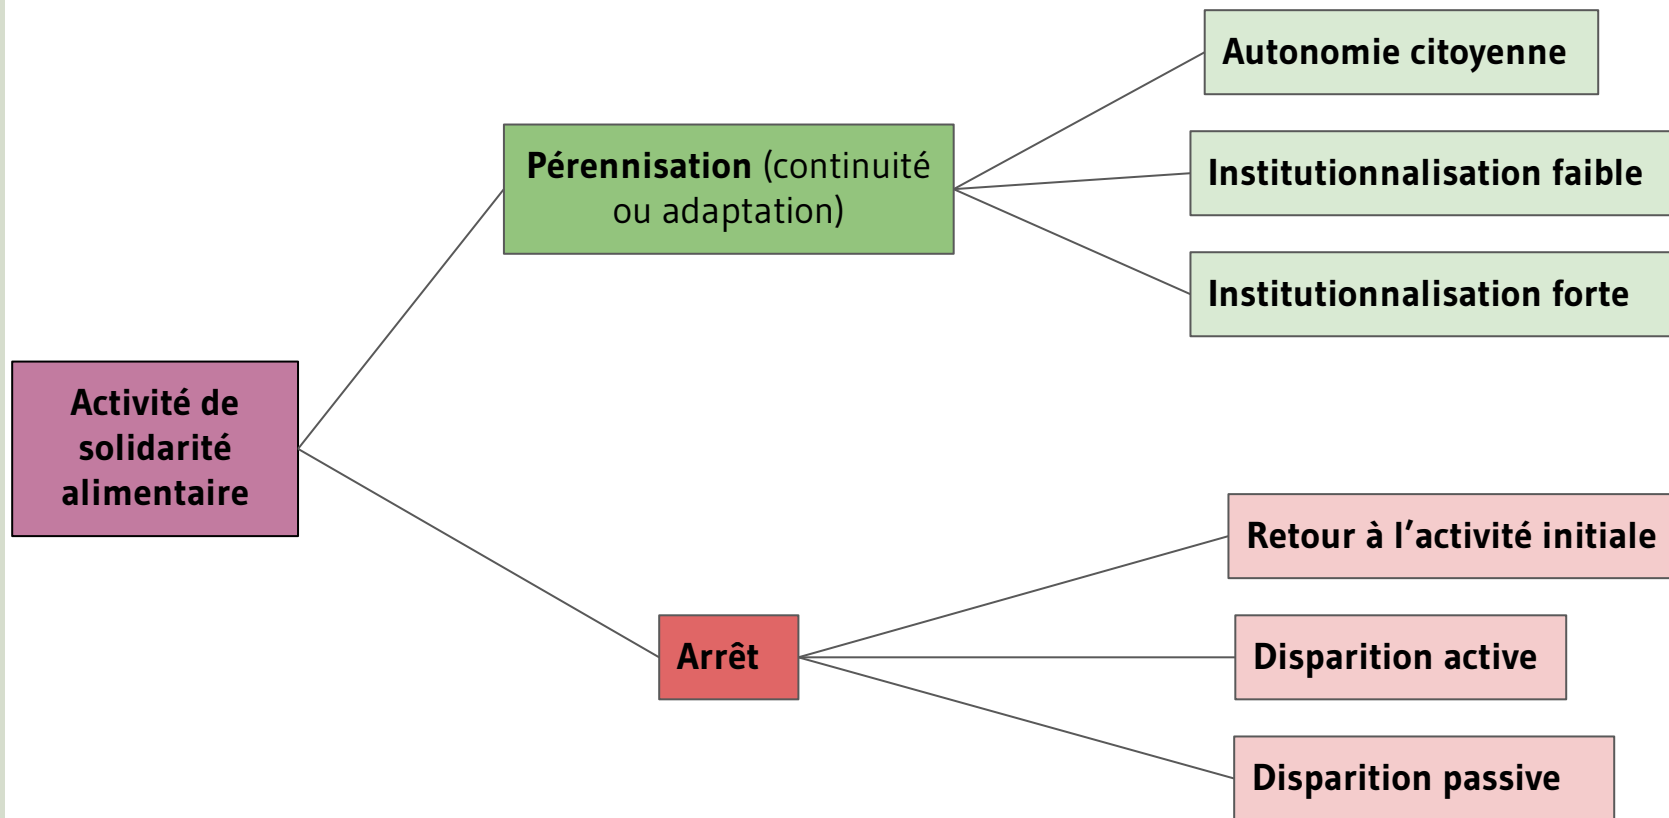 Autonomie citoyenne
Pérennisation (continuité
ou adaptation)
Institutionnalisation faible
Institutionnalisation forte
Activité de
solidarité
alimentaire
Retour à l’activité initiale
Arrêt
Disparition active
Disparition passive